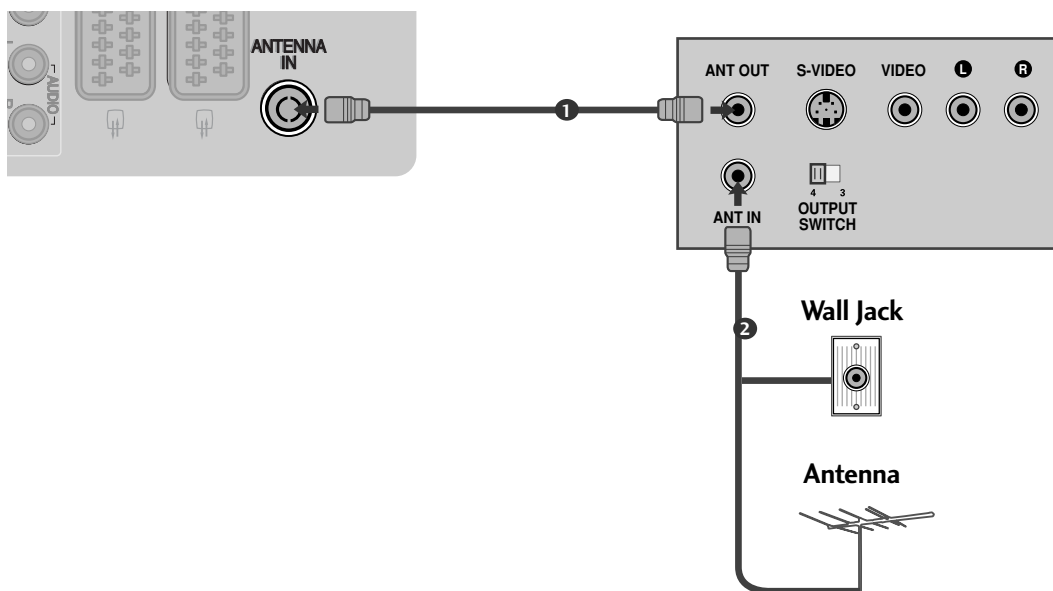 ANTENNA
IN
AUDIO
ANT OUT
S-VIDEO
VIDEO
L
R
1
ANT IN
4
3
OUTPUT
SWITCH
2
Wall Jack
Antenna